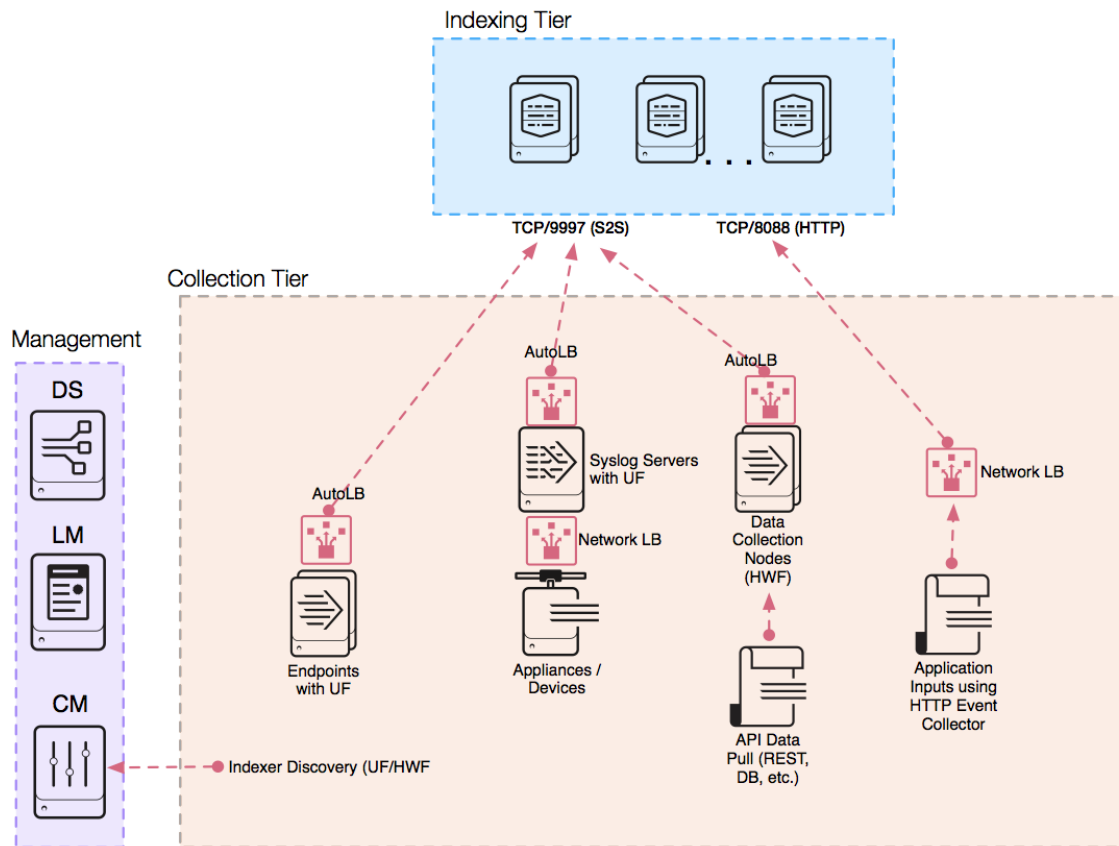 Indexing Tier
TCP/9997 (S2S)
TCP/8088 (HTTP)
Collection Tier
Management
DS
LM
CM
AutoLB
Endpoints
with UF
AutoLB
Syslog Servers
with UF
Network LB
Appliances /
Devices
AutoLB
Data
Collection
Nodes
(HWF)
API Data
Pull (REST,
DB, etc.)
Network LB
Application
Inputs using
HTTP Event
Collector
Indexer Discovery (UF/HWF